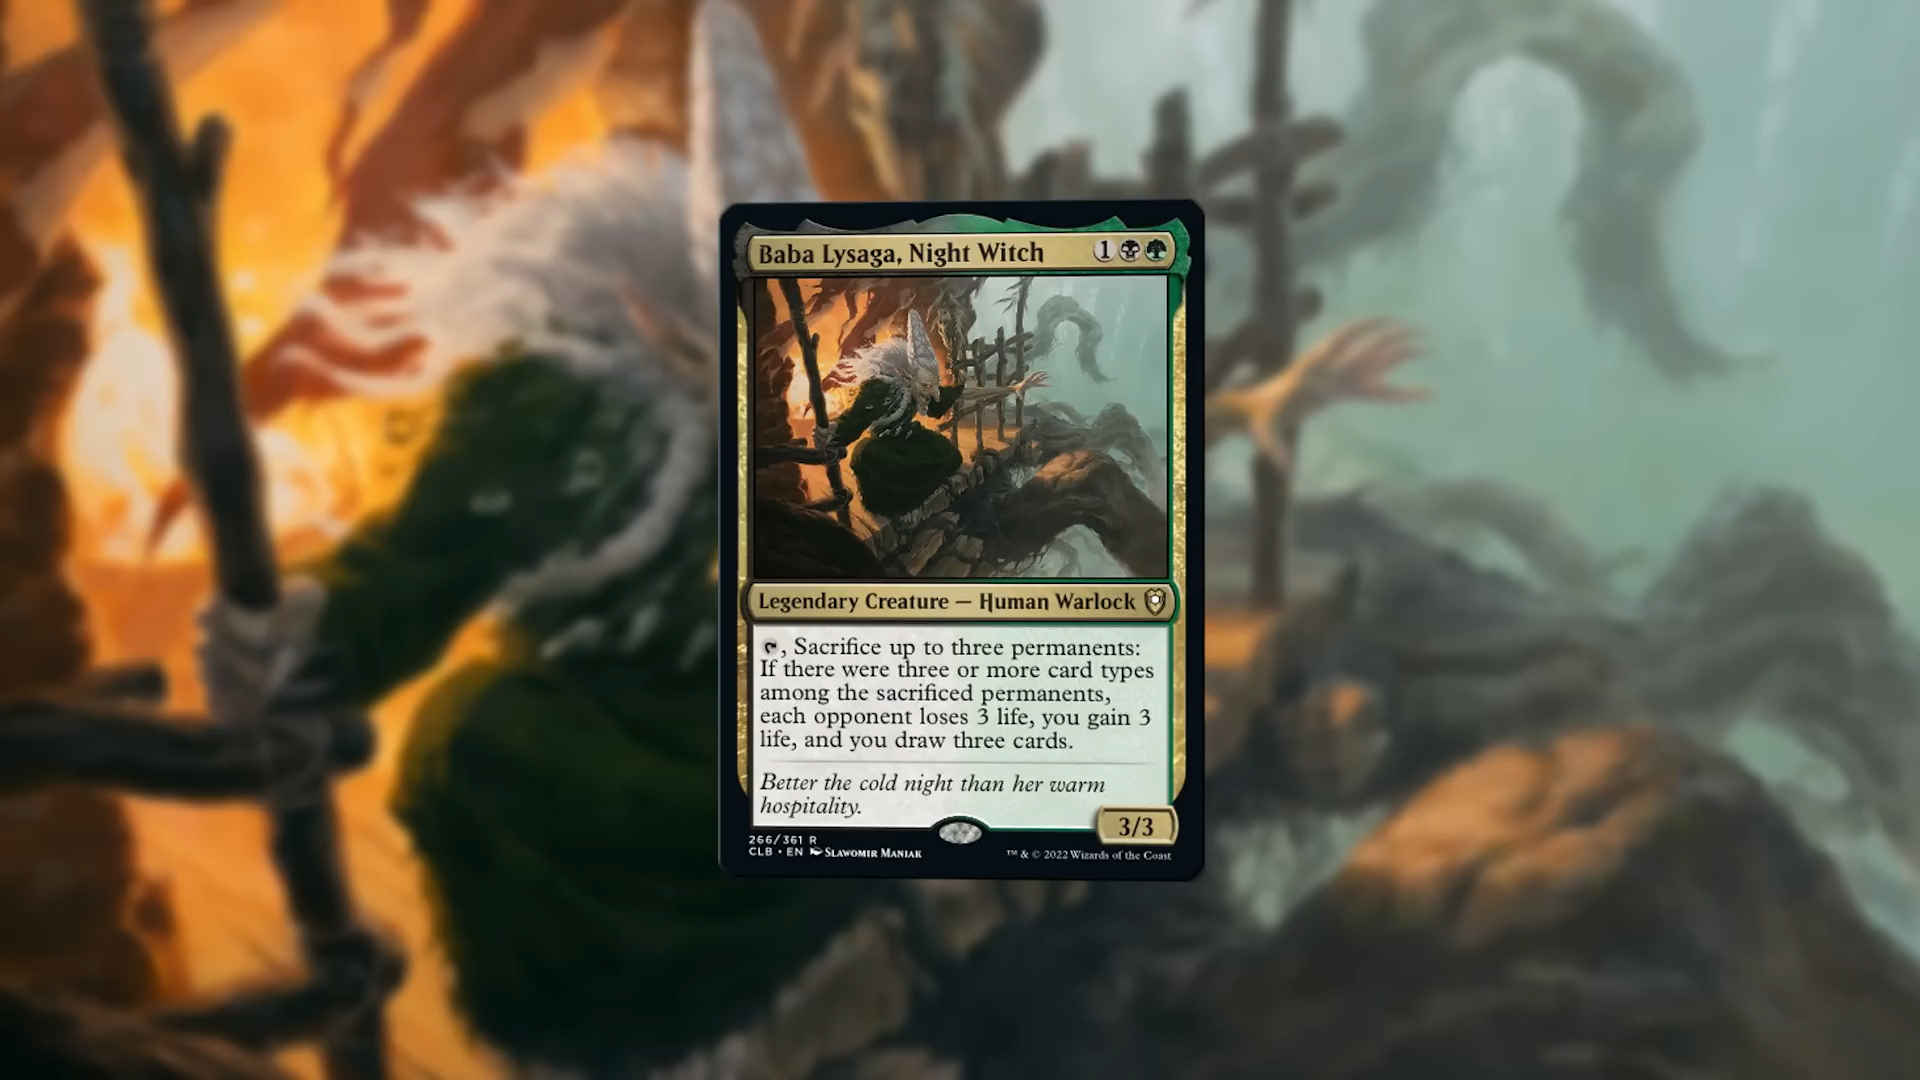 Baba Lysaga, Night Witch 1
Legendary Creature — Human Warlock
, Sacrifice up to three permanents:
If there were three or more card types
among the sacrificed permanents,
each opponent loses 3 life, you gain 3
life, and you draw three cards.
Better the cold night than her warm
hospitality.
3/3
266/361 R
CLB • EN Slawomir Maniak
™ & © 2022 Wizards of the Coast